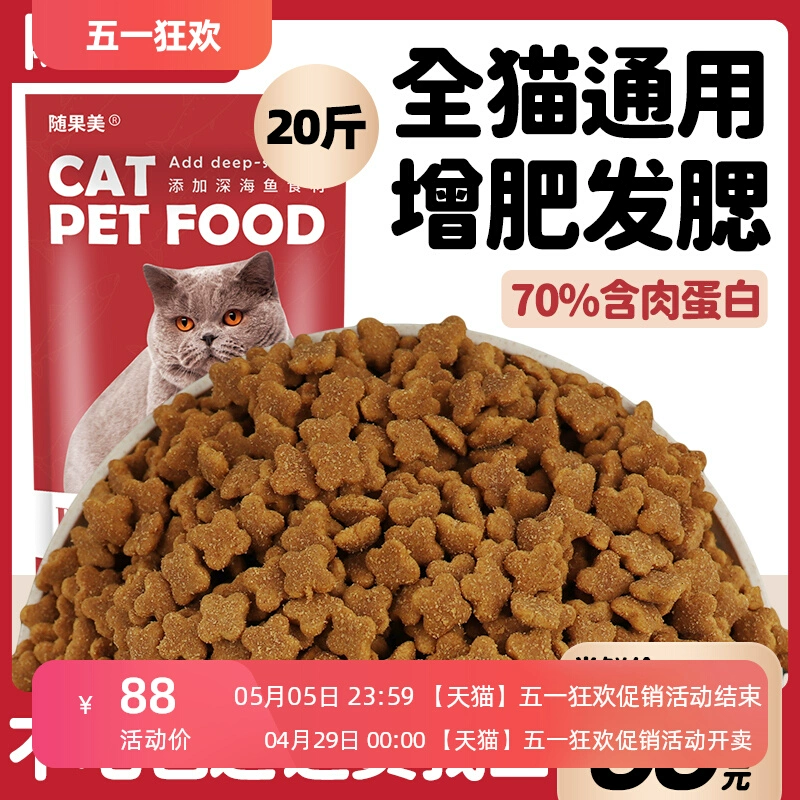 五一狂欢
20斤
全猫通用
增肥发腮
70%含肉蛋白
随果美®
CAT
Add deep-s
添加深海鱼食材
PET FOOD
¥ 88
活动价
05月05日 23:59 【天猫】五一狂欢促销活动结束
04月29日 00:00 【天猫】五一狂欢促销活动开卖
元